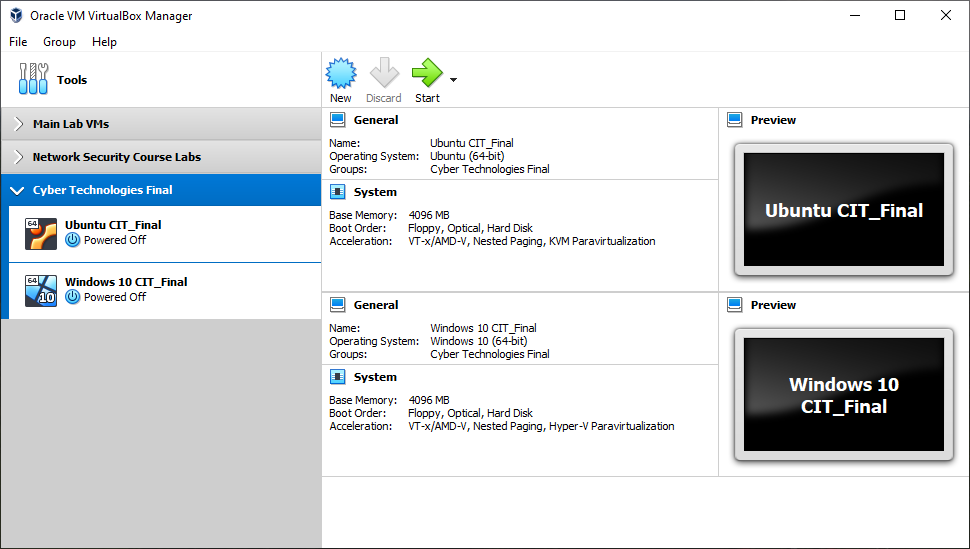 Oracle VM VirtualBox Manager
File Group Help
Tools
New Discard Start
Main Lab VMs
Network Security Course Labs
Cyber Technologies Final
64
Ubuntu CIT_Final
Powered Off
64
10
Windows 10 CIT_Final
Powered Off
General
Name: Ubuntu CIT_Final
Operating System: Ubuntu (64-bit)
Groups: Cyber Technologies Final
System
Base Memory: 4096 MB
Boot Order: Floppy, Optical, Hard Disk
Acceleration: VT-x/AMD-V, Nested Paging, KVM Paravirtualization
Preview
Ubuntu CIT_Final
General
Name: Windows 10 CIT_Final
Operating System: Windows 10 (64-bit)
Groups: Cyber Technologies Final
System
Base Memory: 4096 MB
Boot Order: Floppy, Optical, Hard Disk
Acceleration: VT-x/AMD-V, Nested Paging, Hyper-V Paravirtualization
Preview
Windows 10
CIT_Final